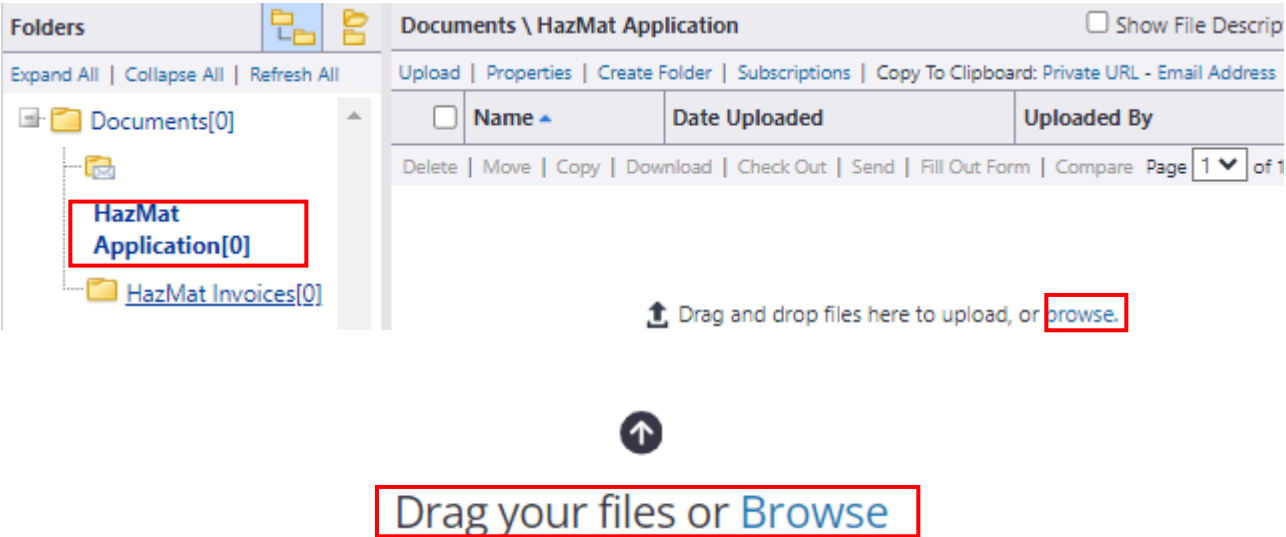 Folders
Documents \ HazMat Application
Show File Descrip
Expand All | Collapse All | Refresh All
Upload | Properties | Create Folder | Subscriptions | Copy To Clipboard: Private URL - Email Address
Documents[0]
Name
Date Uploaded
Uploaded By
Delete | Move | Copy | Download | Check Out | Send | Fill Out Form | Compare Page 1 of 1
HazMat
Application[0]
HazMat Invoices[0]
Drag and drop files here to upload, or browse.
Drag your files or Browse